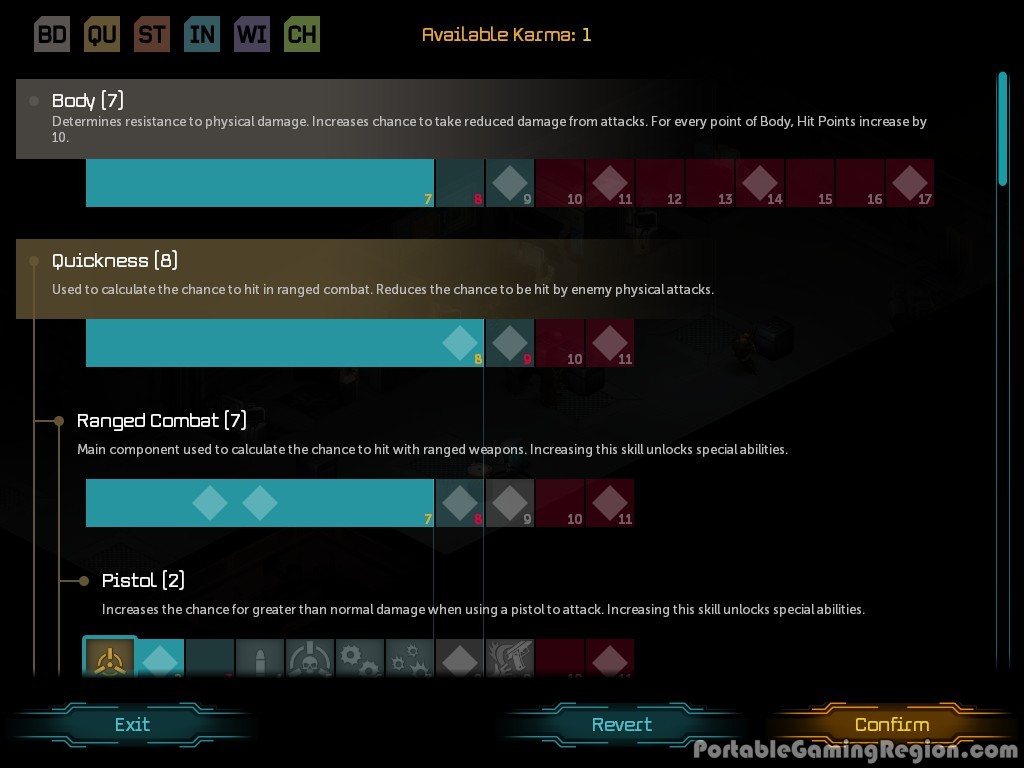 BD QU ST IN WI CH
Available Karma: 1
Body (7)
Determines resistance to physical damage. Increases chance to take reduced damage from attacks. For every point of Body, Hit Points increase by
10.
7 8 9 10 11 12 13 14 15 16 17
Quickness (8)
Used to calculate the chance to hit in ranged combat. Reduces the chance to be hit by enemy physical attacks.
8 9 10 11
Ranged Combat (7)
Main component used to calculate the chance to hit with ranged weapons. Increasing this skill unlocks special abilities.
7 8 9 10 11
Pistol (2)
Increases the chance for greater than normal damage when using a pistol to attack. Increasing this skill unlocks special abilities.
Exit Revert Confirm
PortableGamingRegion.com